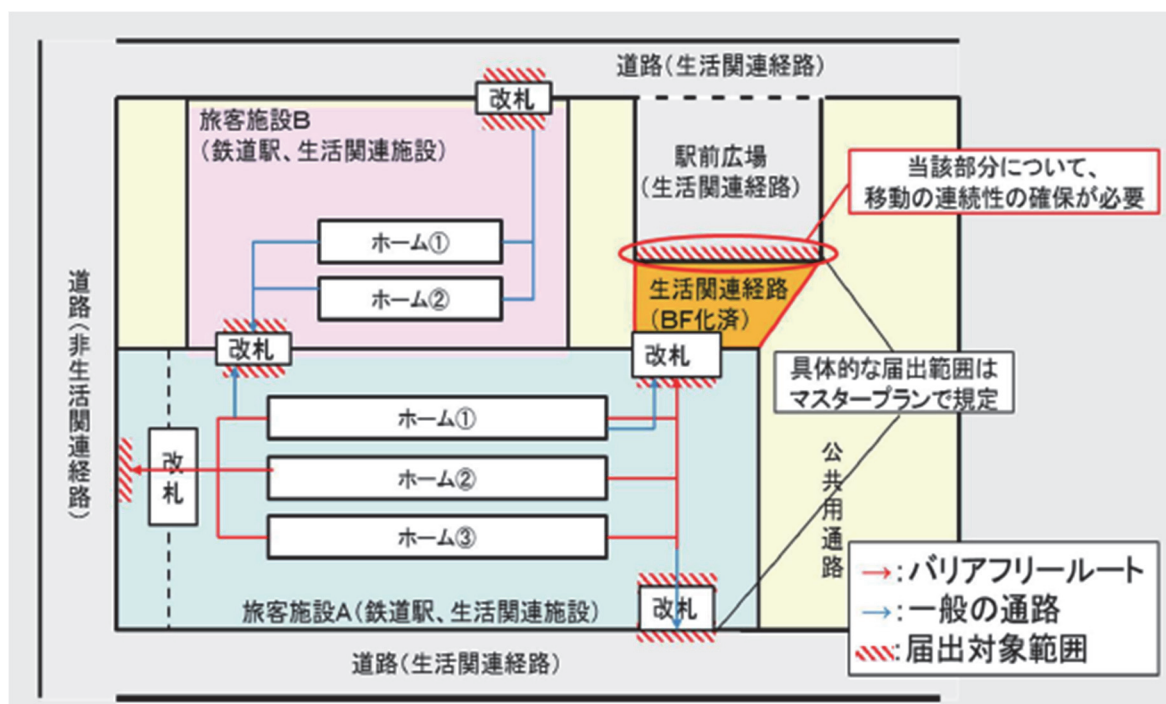 道路(生活関連経路)
改札
旅客施設B
(鉄道駅、生活関連施設)
駅前広場
(生活関連経路)
当該部分について、
移動の連続性の確保が必要
ホーム①
ホーム②
生活関連経路
(BF化済)
改札
改札
道路(非生活関連経路)
具体的な届出範囲は
マスタープランで規定
ホーム①
改札
ホーム②
ホーム③
公共用通路
旅客施設A(鉄道駅、生活関連施設)
改札
道路(生活関連経路)
→:バリアフリールート
→:一般の通路
:届出対象範囲